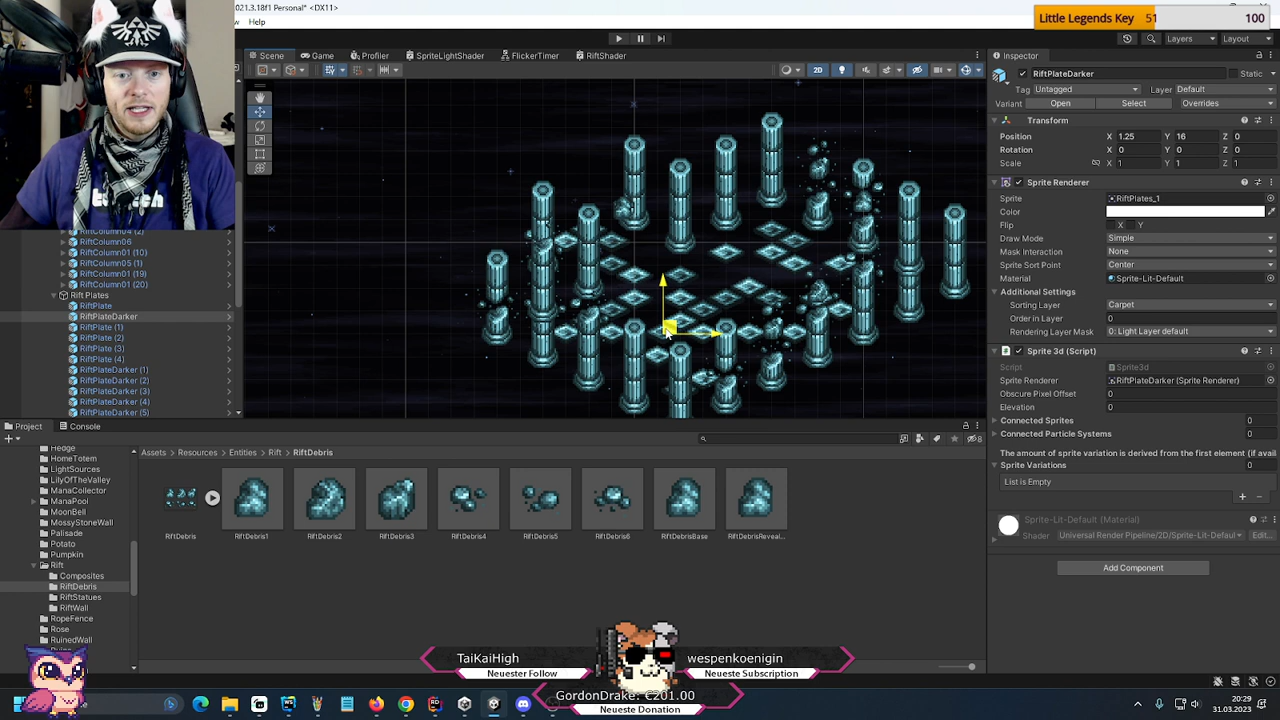 021.3.18f1 Personal* <DX11>
Help
Little Legends Key 51 100
Layers
Layout
Scene
Game
Profiler
SpriteLightShader
FlickerTimer
RiftShader
2D
Inspector
RiftPlateDarker
Static
Tag Untagged Layer Default
Variant Open Select Overrides
Transform
Position X 1.25 Y 16 Z 0
Rotation X 0 Y 0 Z 0
Scale X 1 Y 1 Z 1
Sprite Renderer
Sprite RiftPlates_1
Color
Flip X Y
Draw Mode Simple
Mask Interaction None
Sprite Sort Point Center
Material Sprite-Lit-Default
Additional Settings
Sorting Layer Carpet
Order in Layer 0
Rendering Layer Mask 0: Light Layer default
Sprite 3d (Script)
Script Sprite3d
Sprite Renderer RiftPlateDarker (Sprite Renderer)
Obscure Pixel Offset 0
Elevation 0
Connected Sprites 0
Connected Particle Systems 0
The amount of sprite variation is derived from the first element (if avail
Sprite Variations 0
List is Empty
Sprite-Lit-Default (Material)
Shader Universal Render Pipeline/2D/Sprite-Lit-Defaul Edit...
Add Component
RiftColumn04 (2)
RiftColumn06
RiftColumn01 (10)
RiftColumn05 (1)
RiftColumn01 (19)
RiftColumn01 (20)
Rift Plates
RiftPlate
RiftPlateDarker
RiftPlate (1)
RiftPlate (2)
RiftPlate (3)
RiftPlate (4)
RiftPlateDarker (1)
RiftPlateDarker (2)
RiftPlateDarker (3)
RiftPlateDarker (4)
RiftPlateDarker (5)
Project
Console
Assets > Resources > Entities > Rift > RiftDebris
Hedge
HomeTotem
LightSources
LilyOfTheValley
ManaCollector
ManaPool
MoonBell
MossyStoneWall
Palisade
Potato
Pumpkin
Rift
Composites
RiftDebris
RiftStatues
RiftWall
RopeFence
Rose
RuinedWall
RiftDebris
RiftDebris1
RiftDebris2
RiftDebris3
RiftDebris4
RiftDebris5
RiftDebris6
RiftDebrisBase
RiftDebrisReveal...
TaiKaiHigh
Neuester Follow
wespenkoenigin
Neueste Subscription
GordonDrake: €201.00
Neueste Donation
20:29
31.03.2023